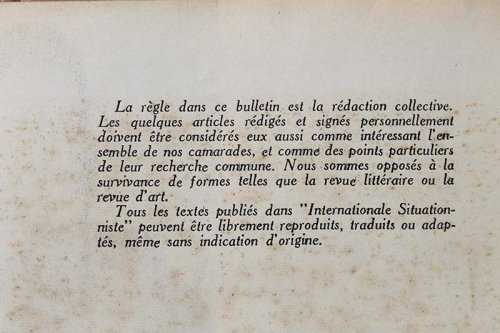 La règle dans ce bulletin est la rédaction collective.
Les quelques articles rédigés et signés personnellement
doivent être considérés eux aussi comme intéressant l'en-
semble de nos camarades, et comme des points particuliers
de leur recherche commune. Nous sommes opposés à la
survivance de formes telles que la revue littéraire ou la
revue d'art.
Tous les textes publiés dans "Internationale Situation-
niste" peuvent être librement reproduits, traduits ou adap-
tés, même sans indication d'origine.